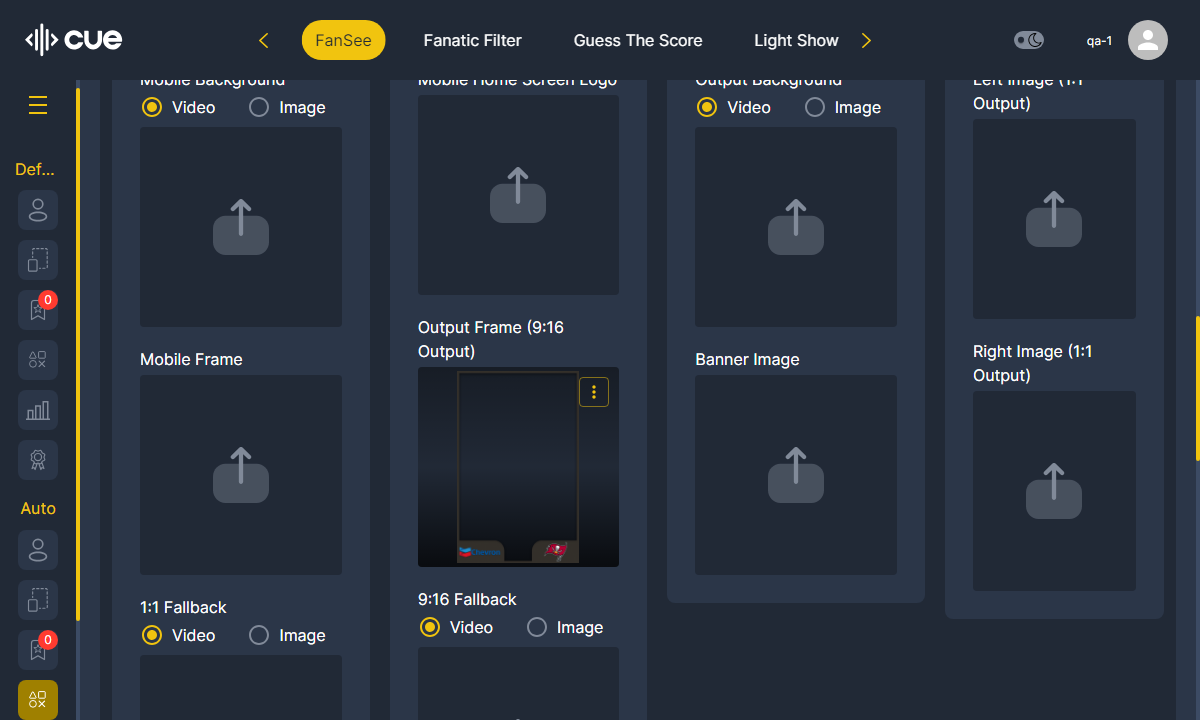 cue
FanSee
Fanatic Filter
Guess The Score
Light Show
qa-1
Def...
0
Auto
0
Mobile Background
Video
Image
Mobile Frame
1:1 Fallback
Video
Image
Mobile Home Screen Logo
Output Frame (9:16
Output)
9:16 Fallback
Video
Image
Output Background
Video
Image
Banner Image
Left Image (1:1
Output)
Right Image (1:1
Output)